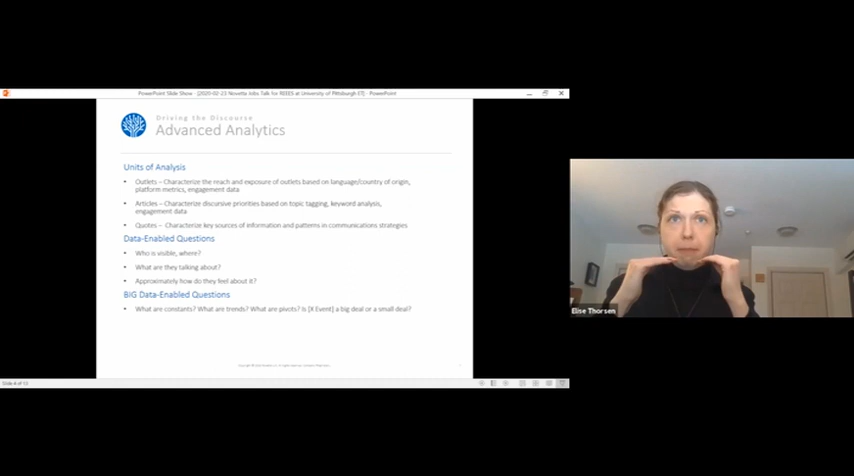 PowerPoint Slide Show - [2020-02-23 Novetta Jobs Talk for REEES at University of Pittsburgh ET] - PowerPoint
Driving the Discourse
Advanced Analytics
Units of Analysis
• Outlets – Characterize the reach and exposure of outlets based on language/country of origin,
platform metrics, engagement data
• Articles – Characterize discursive priorities based on topic tagging, keyword analysis,
engagement data
• Quotes – Characterize key sources of information and patterns in communications strategies
Data-Enabled Questions
• Who is visible, where?
• What are they talking about?
• Approximately how do they feel about it?
BIG Data-Enabled Questions
• What are constants? What are trends? What are pivots? Is [X Event] a big deal or a small deal?
Slide 4 of 13
Elise Thorsen